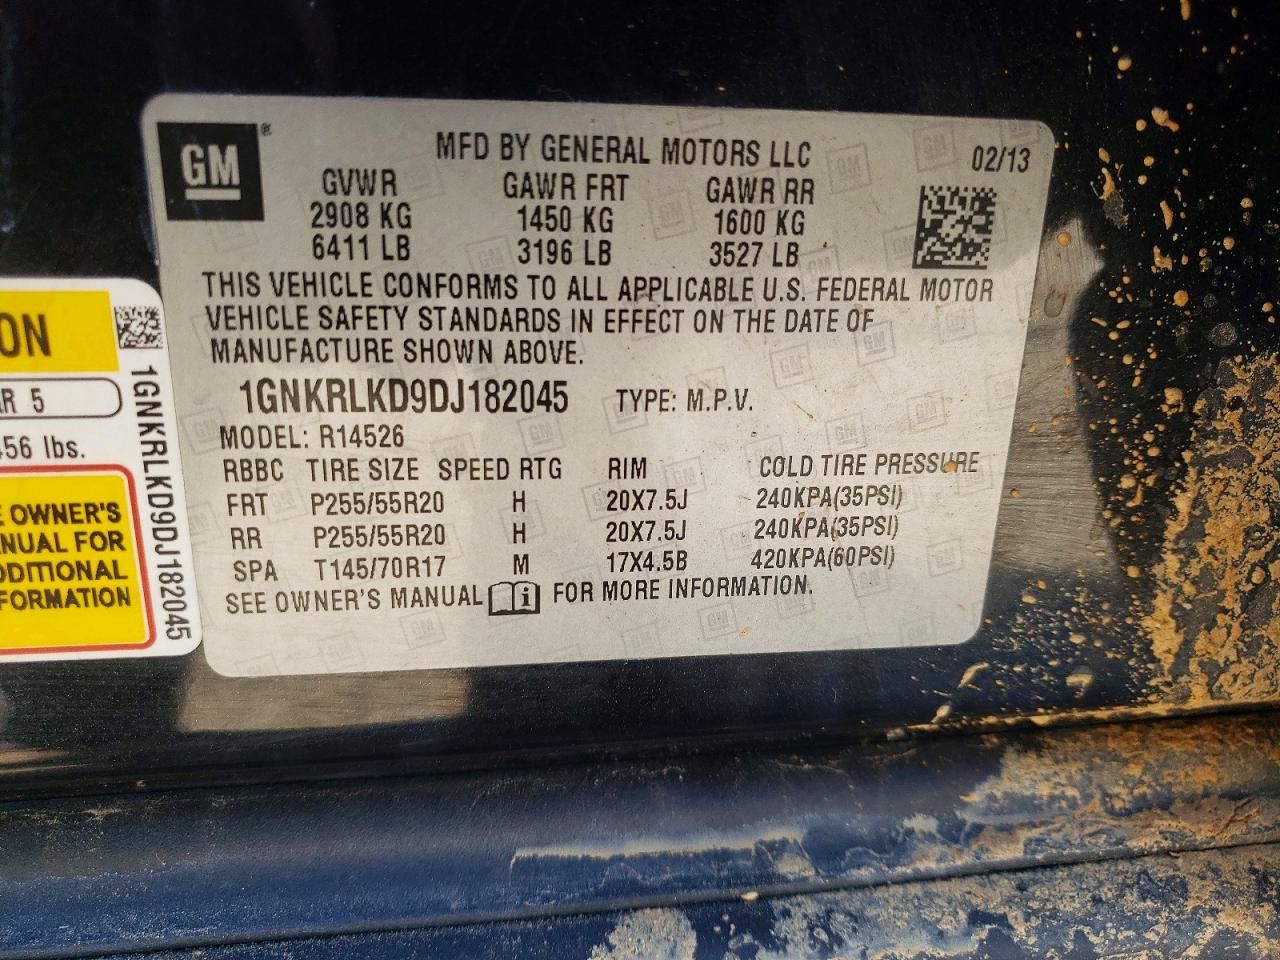 GM ®
MFD BY GENERAL MOTORS LLC 02/13
GVWR GAWR FRT GAWR RR
2908 KG 1450 KG 1600 KG
6411 LB 3196 LB 3527 LB
THIS VEHICLE CONFORMS TO ALL APPLICABLE U.S. FEDERAL MOTOR
VEHICLE SAFETY STANDARDS IN EFFECT ON THE DATE OF
MANUFACTURE SHOWN ABOVE.
1GNKRLKD9DJ182045 TYPE: M.P.V.
MODEL: R14526
RBBC TIRE SIZE SPEED RTG RIM COLD TIRE PRESSURE
FRT P255/55R20 H 20X7.5J 240KPA(35PSI)
RR P255/55R20 H 20X7.5J 240KPA(35PSI)
SPA T145/70R17 M 17X4.5B 420KPA(60PSI)
SEE OWNER'S MANUAL i FOR MORE INFORMATION.
ON
R 5
56 lbs.
E OWNER'S
NUAL FOR
DDITIONAL
FORMATION
1GNKRLKD9DJ182045